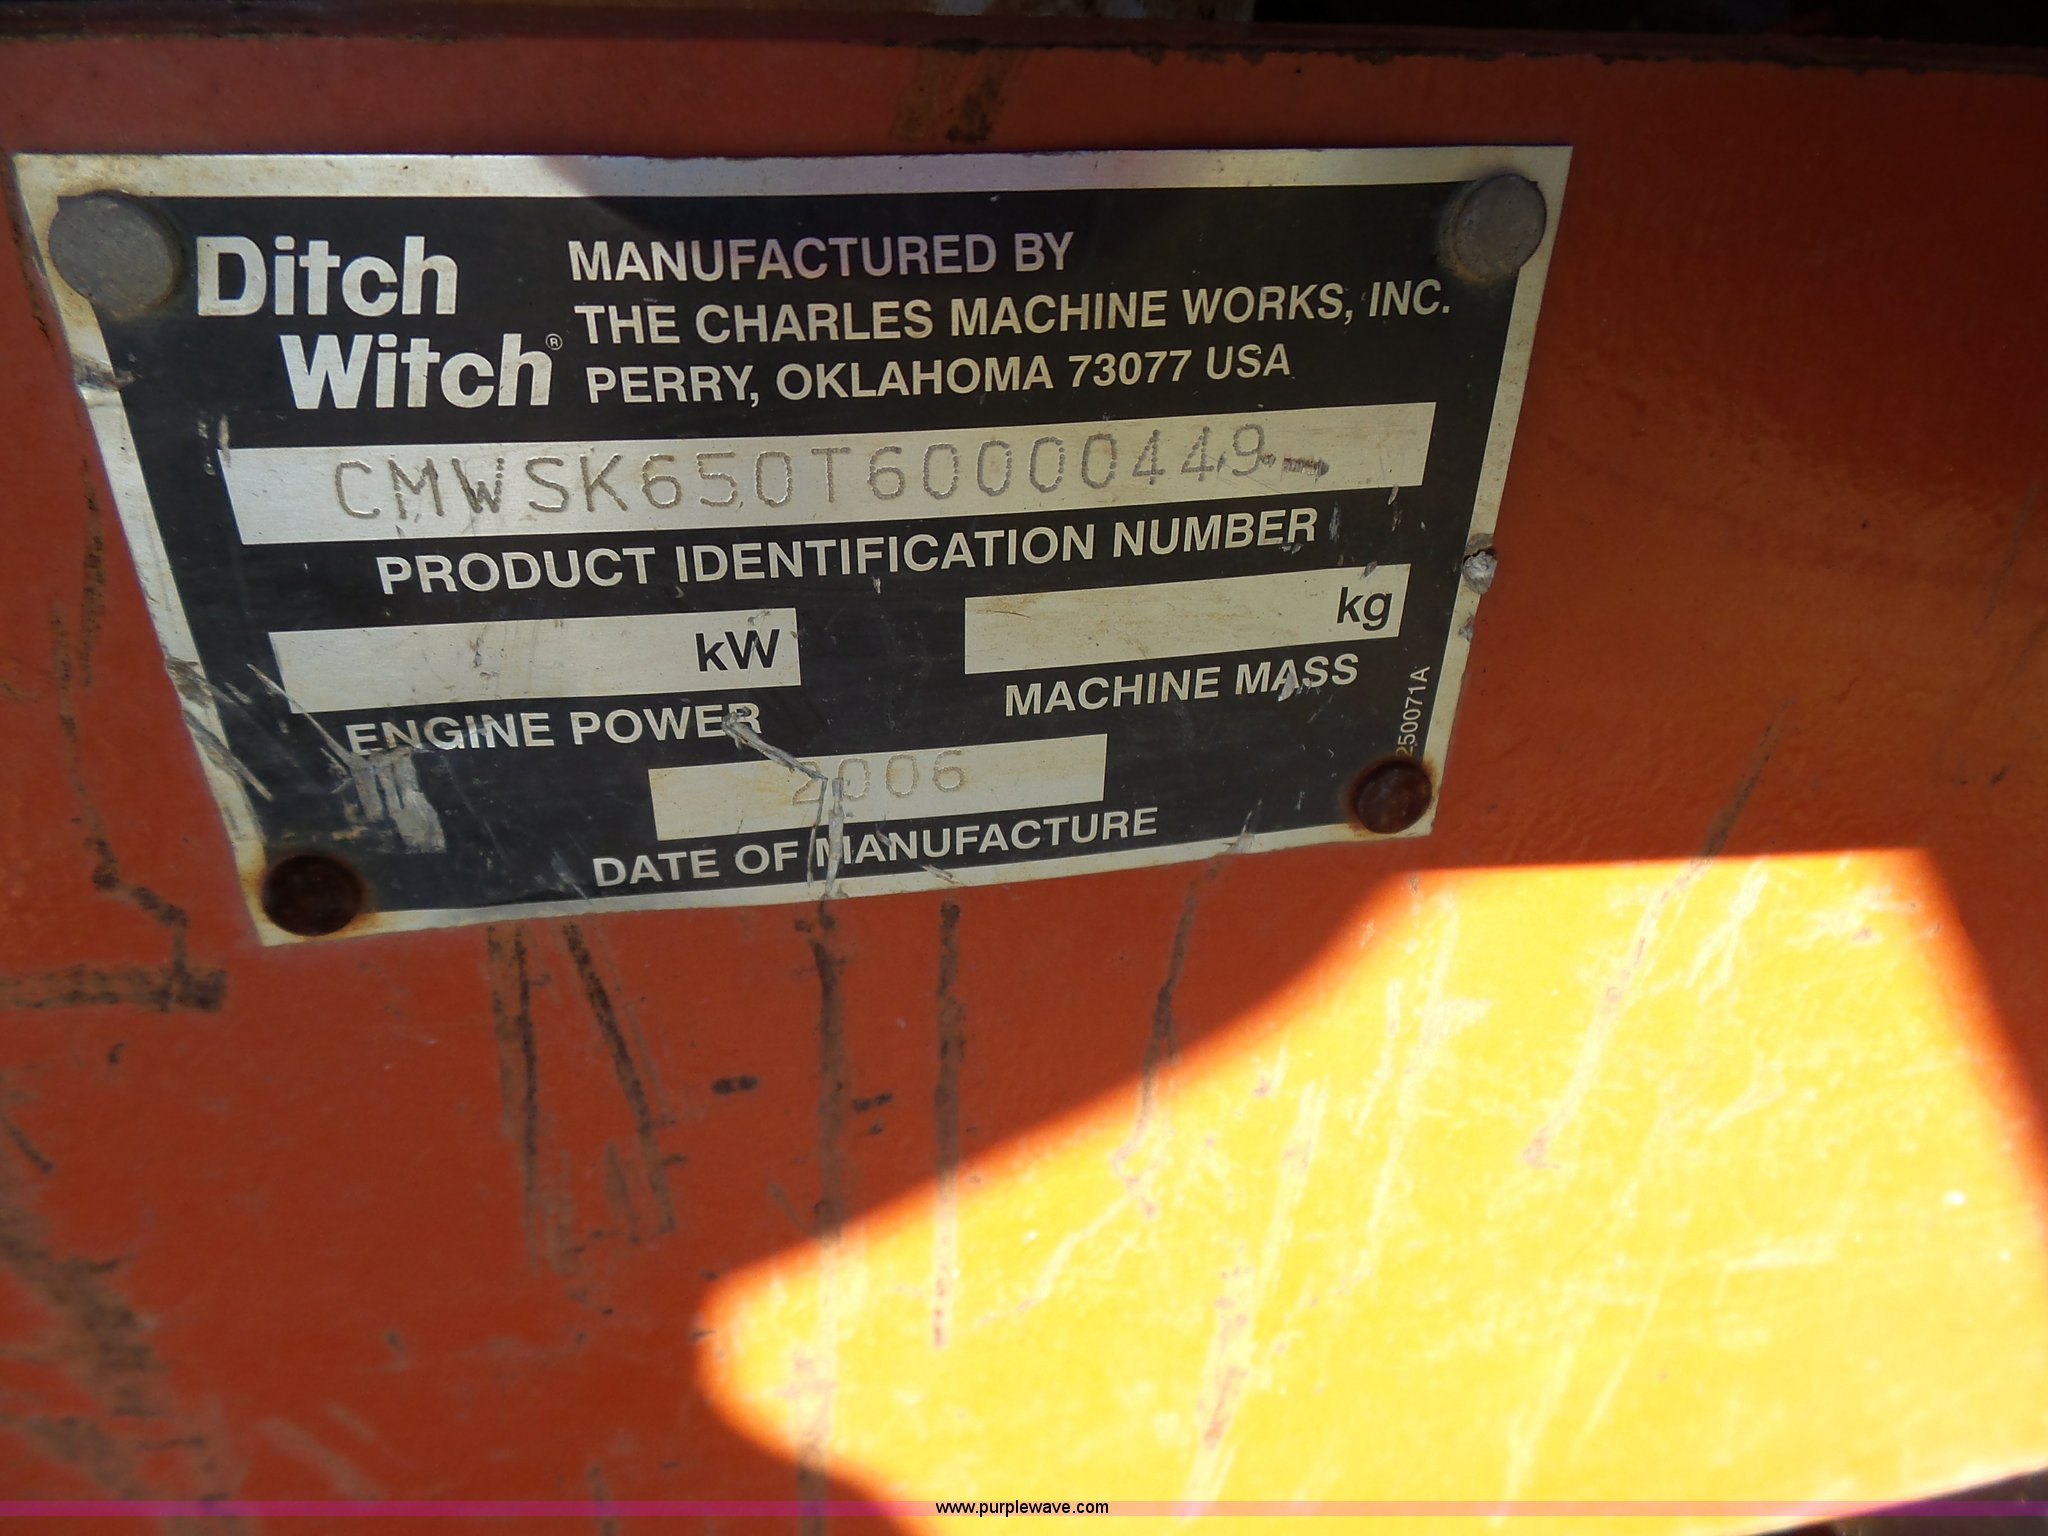 Ditch
Witch®
MANUFACTURED BY
THE CHARLES MACHINE WORKS, INC.
PERRY, OKLAHOMA 73077 USA
CMWSK650T60000449
PRODUCT IDENTIFICATION NUMBER
kW
ENGINE POWER
kg
MACHINE MASS
2006
DATE OF MANUFACTURE
250071A
www.purplewave.com